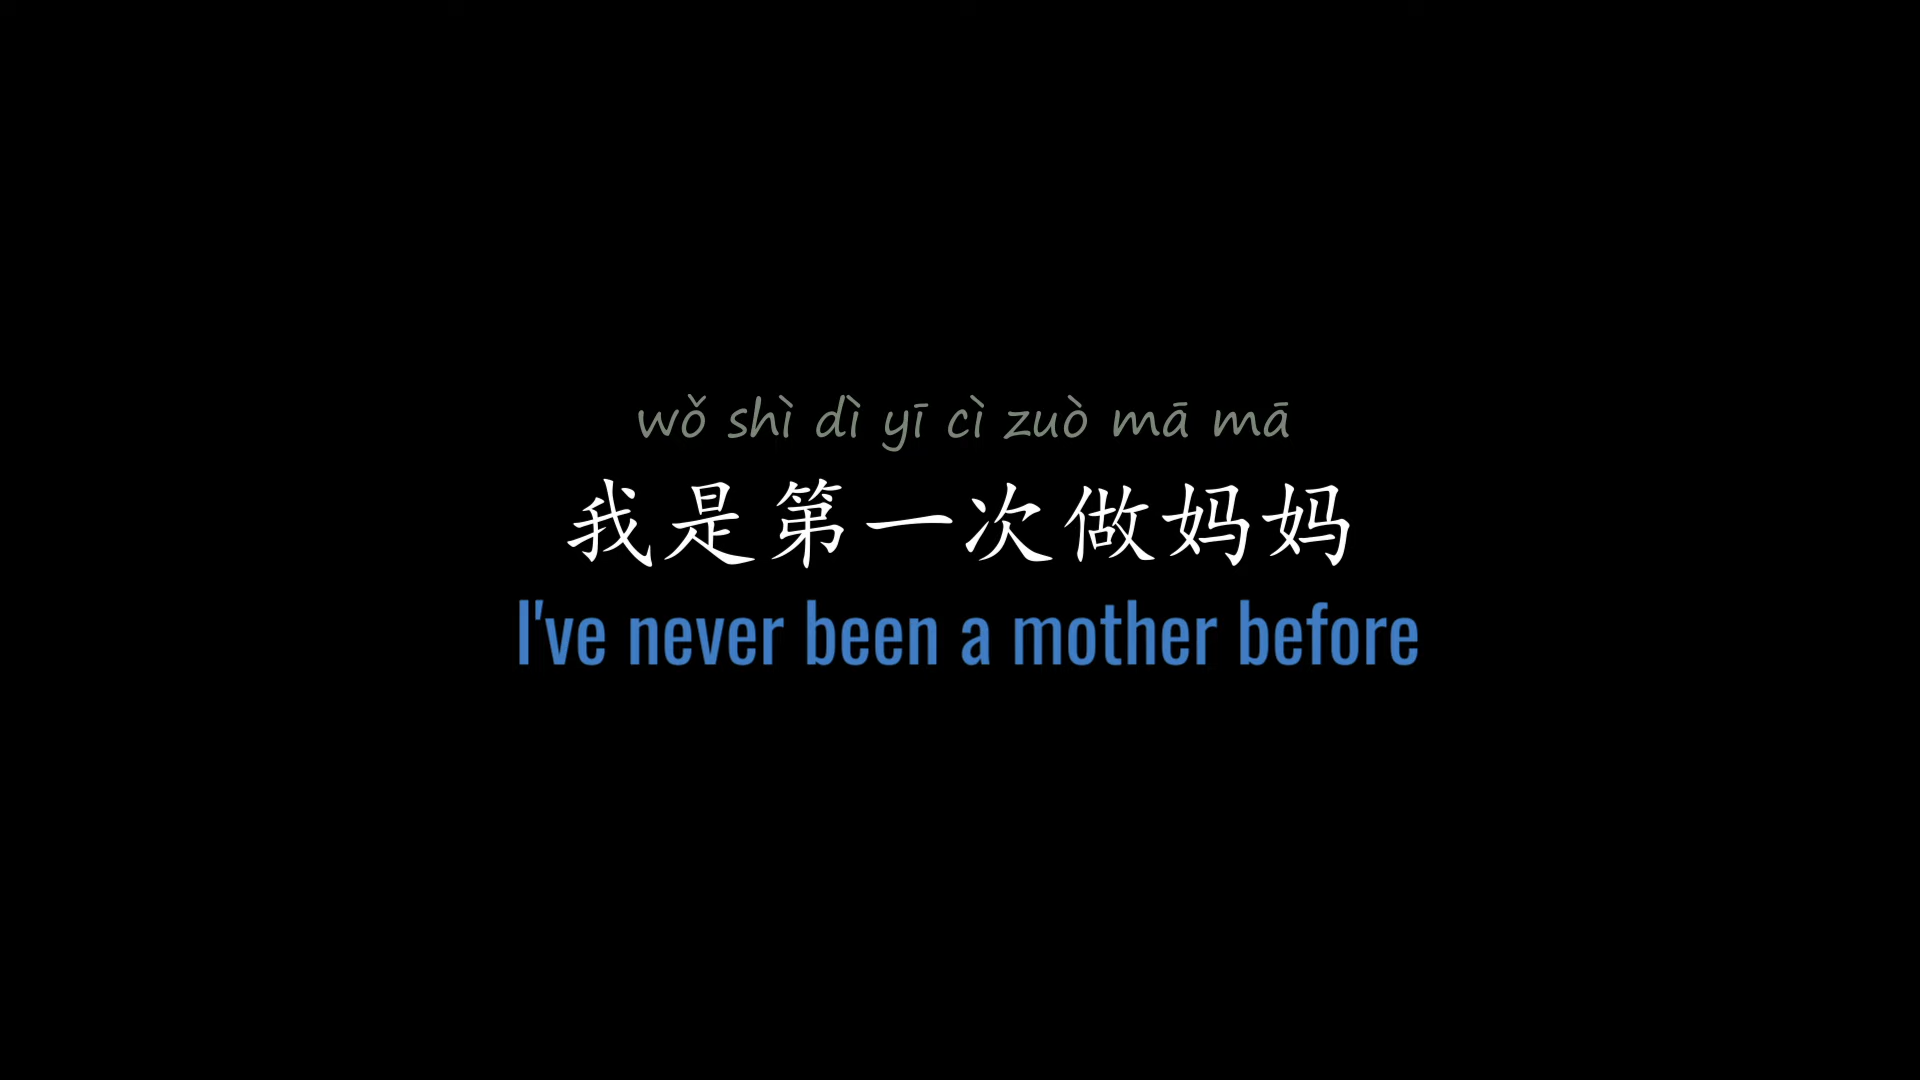 wǒ shì dì yī cì zuò mā mā
我是第一次做妈妈
I've never been a mother before